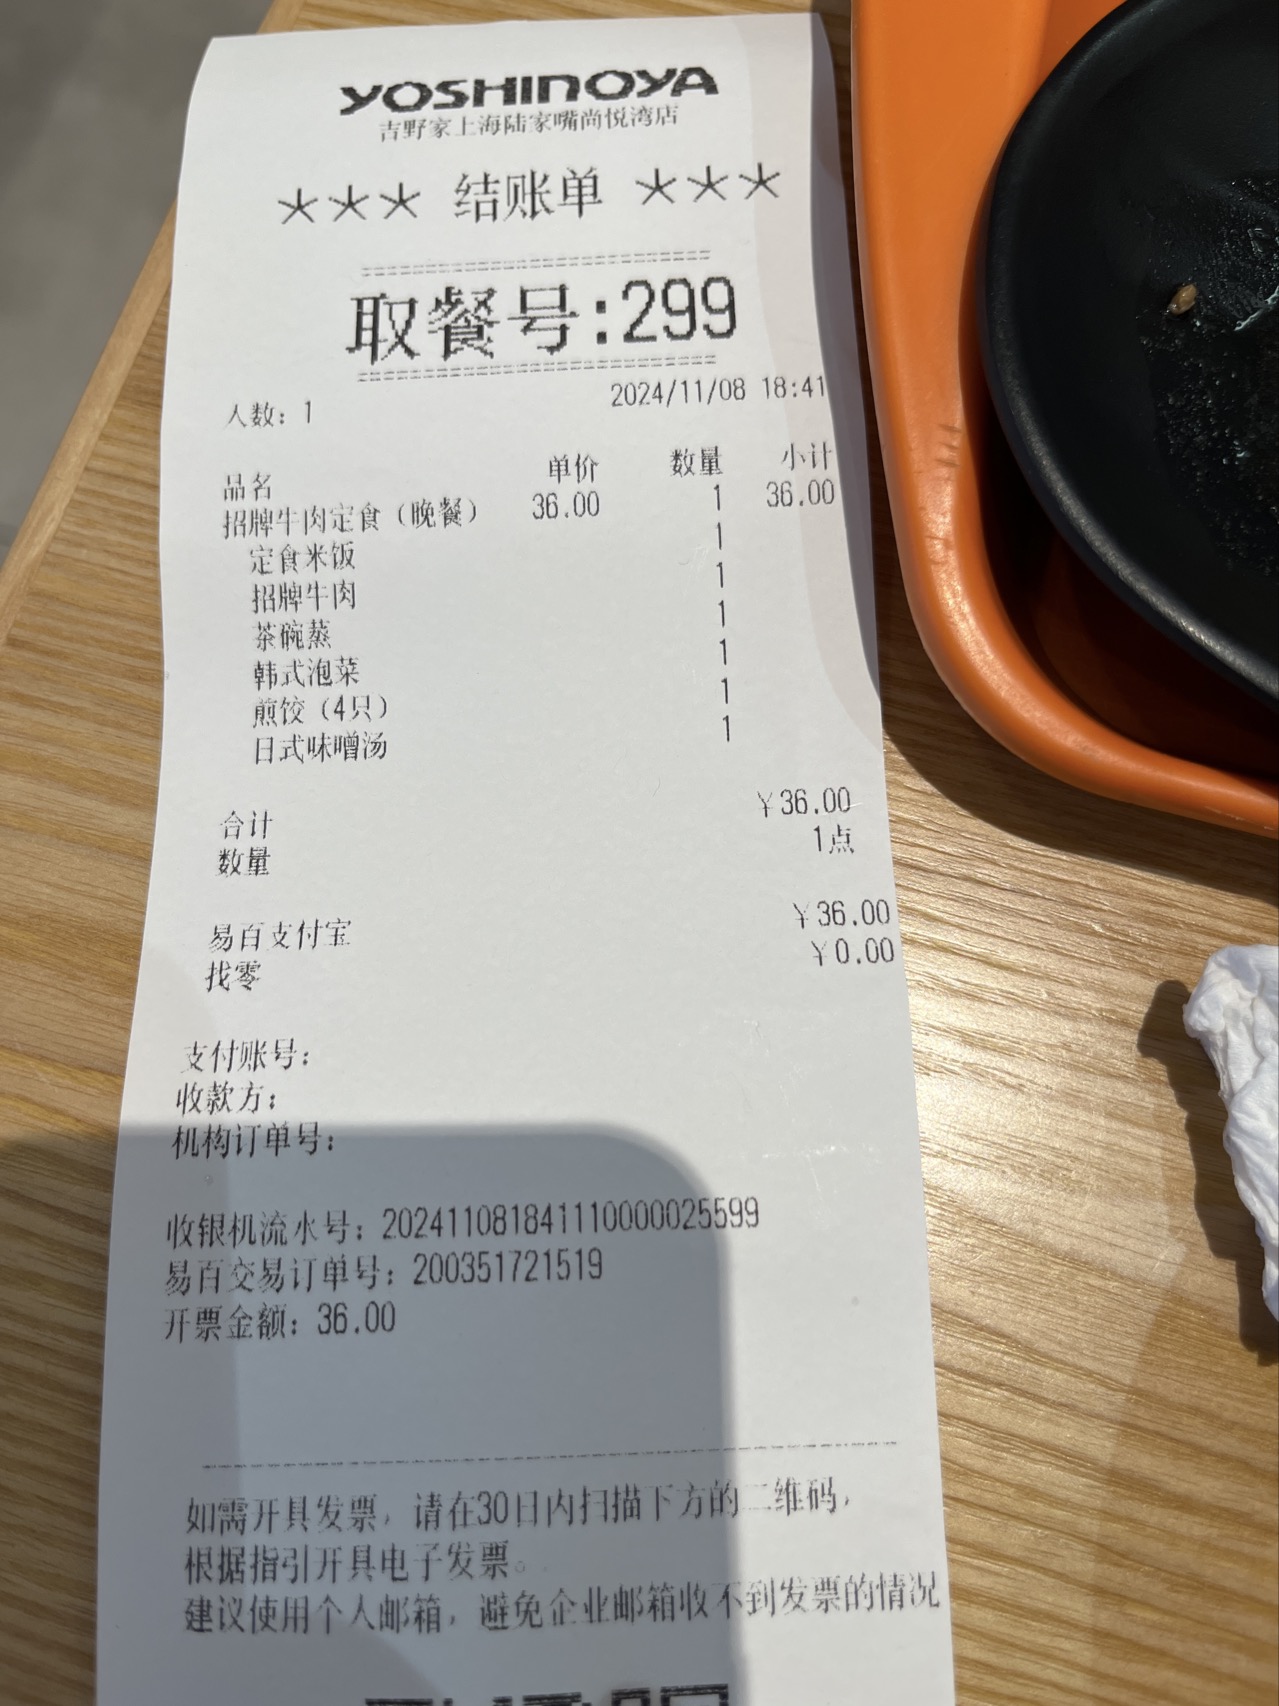 YOSHINOYA
吉野家上海陆家嘴尚悦湾店
*** 结账单 ***
取餐号:299
人数: 1 2024/11/08 18:41
品名 单价 数量 小计
招牌牛肉定食（晚餐） 36.00 1 36.00
定食米饭 1
招牌牛肉 1
茶碗蒸 1
韩式泡菜 1
煎饺（4只） 1
日式味噌汤 1
合计 ¥36.00
数量 1点
易百支付宝 ¥36.00
找零 ¥0.00
支付账号:
收款方:
机构订单号:
收银机流水号: 2024110818411110000025599
易百交易订单号: 200351721519
开票金额: 36.00
如需开具发票，请在30日内扫描下方的二维码，
根据指引开具电子发票。
建议使用个人邮箱，避免企业邮箱收不到发票的情况